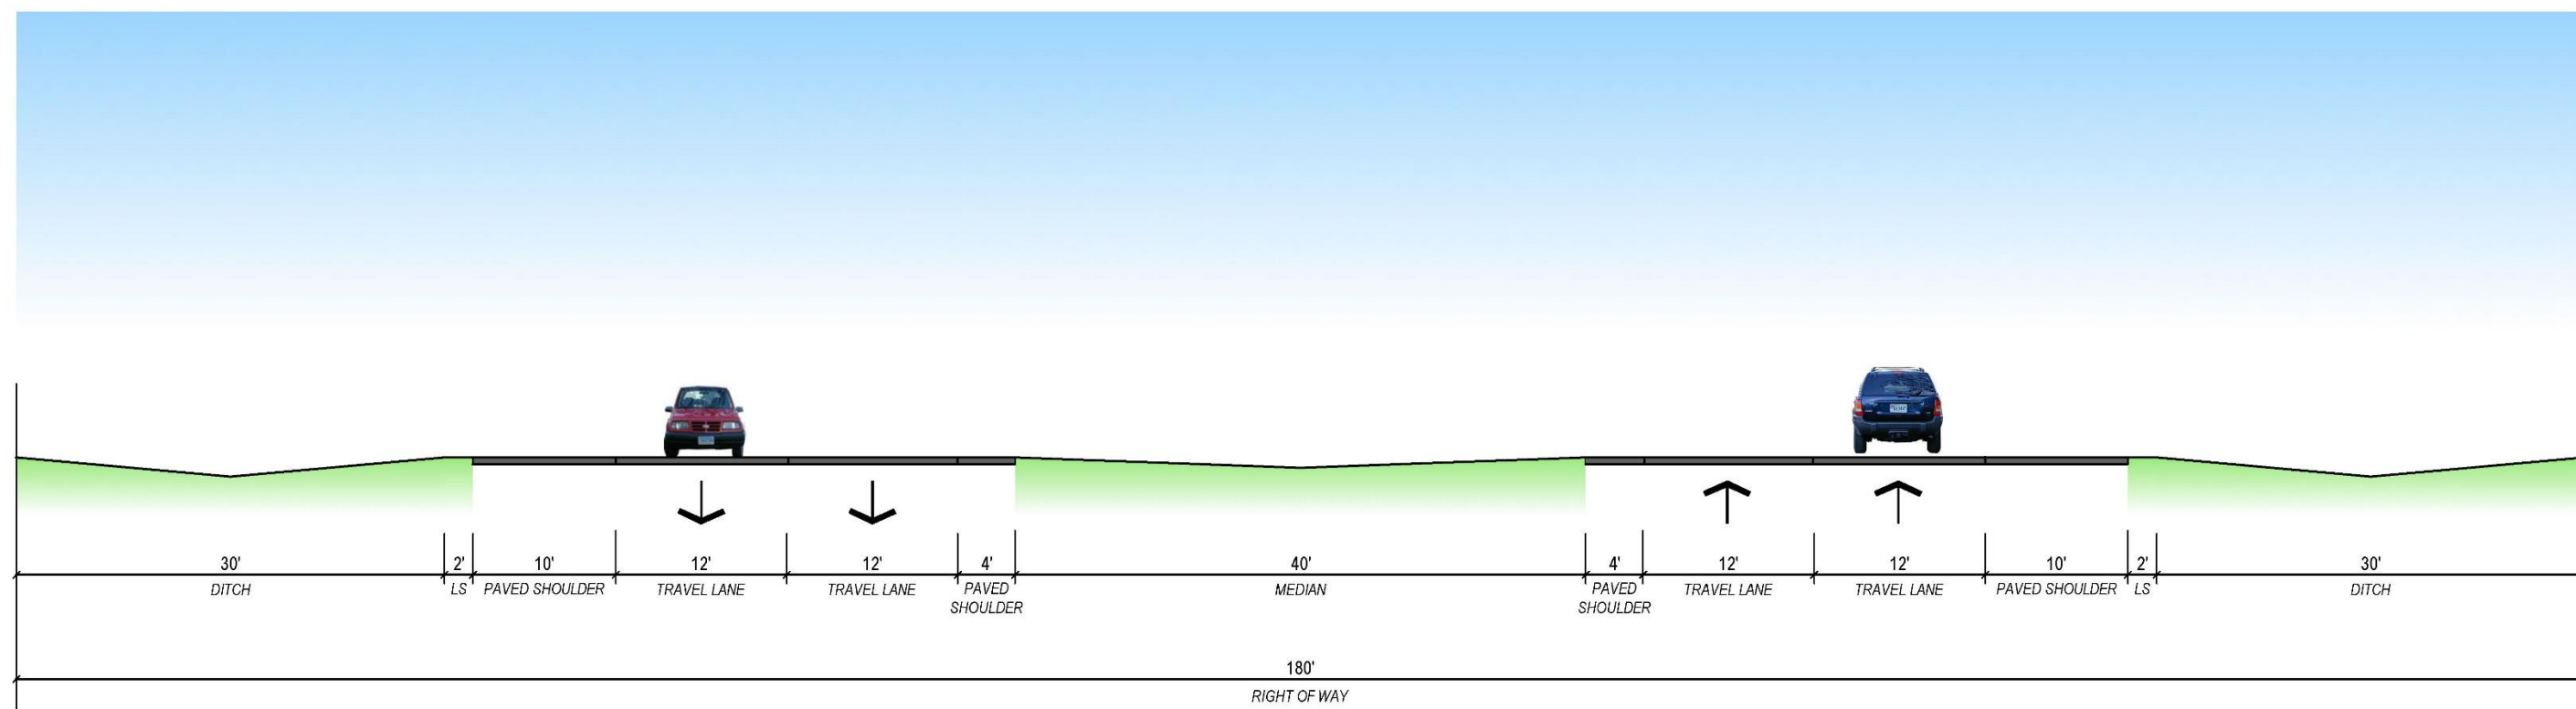 30' 2' 10' 12' 12' 4' 40' 4' 12' 12' 10' 2' 30'
DITCH LS PAVED SHOULDER TRAVEL LANE TRAVEL LANE PAVED SHOULDER MEDIAN PAVED SHOULDER TRAVEL LANE TRAVEL LANE PAVED SHOULDER LS DITCH
180'
RIGHT OF WAY